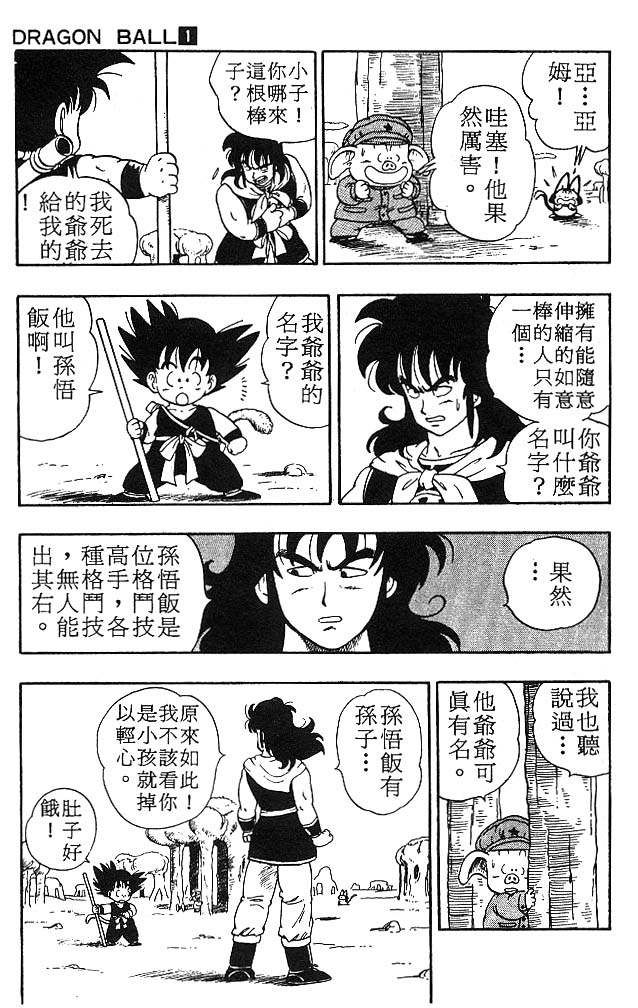 DRAGON BALL 1
亞…亞
姆！
哇塞！他果
然厲害。
小子！
你哪來
這根棒
子？
我死去
的爺爺
給我的
！
擁有能隨意
伸縮的如意
棒的人只有
一個…
你爺爺
叫什麼
名字？
我爺爺的
名字？
他叫孫悟
飯啊！
果然
…
孫悟飯是
位格鬥技
高手，各
種格鬥技
，無人能
出其右。
我也聽
說過…
他爺爺可
真有名。
孫悟飯有
孫子…
原來如此！
我不該看你
是小孩就掉
以輕心。
肚子好
餓！